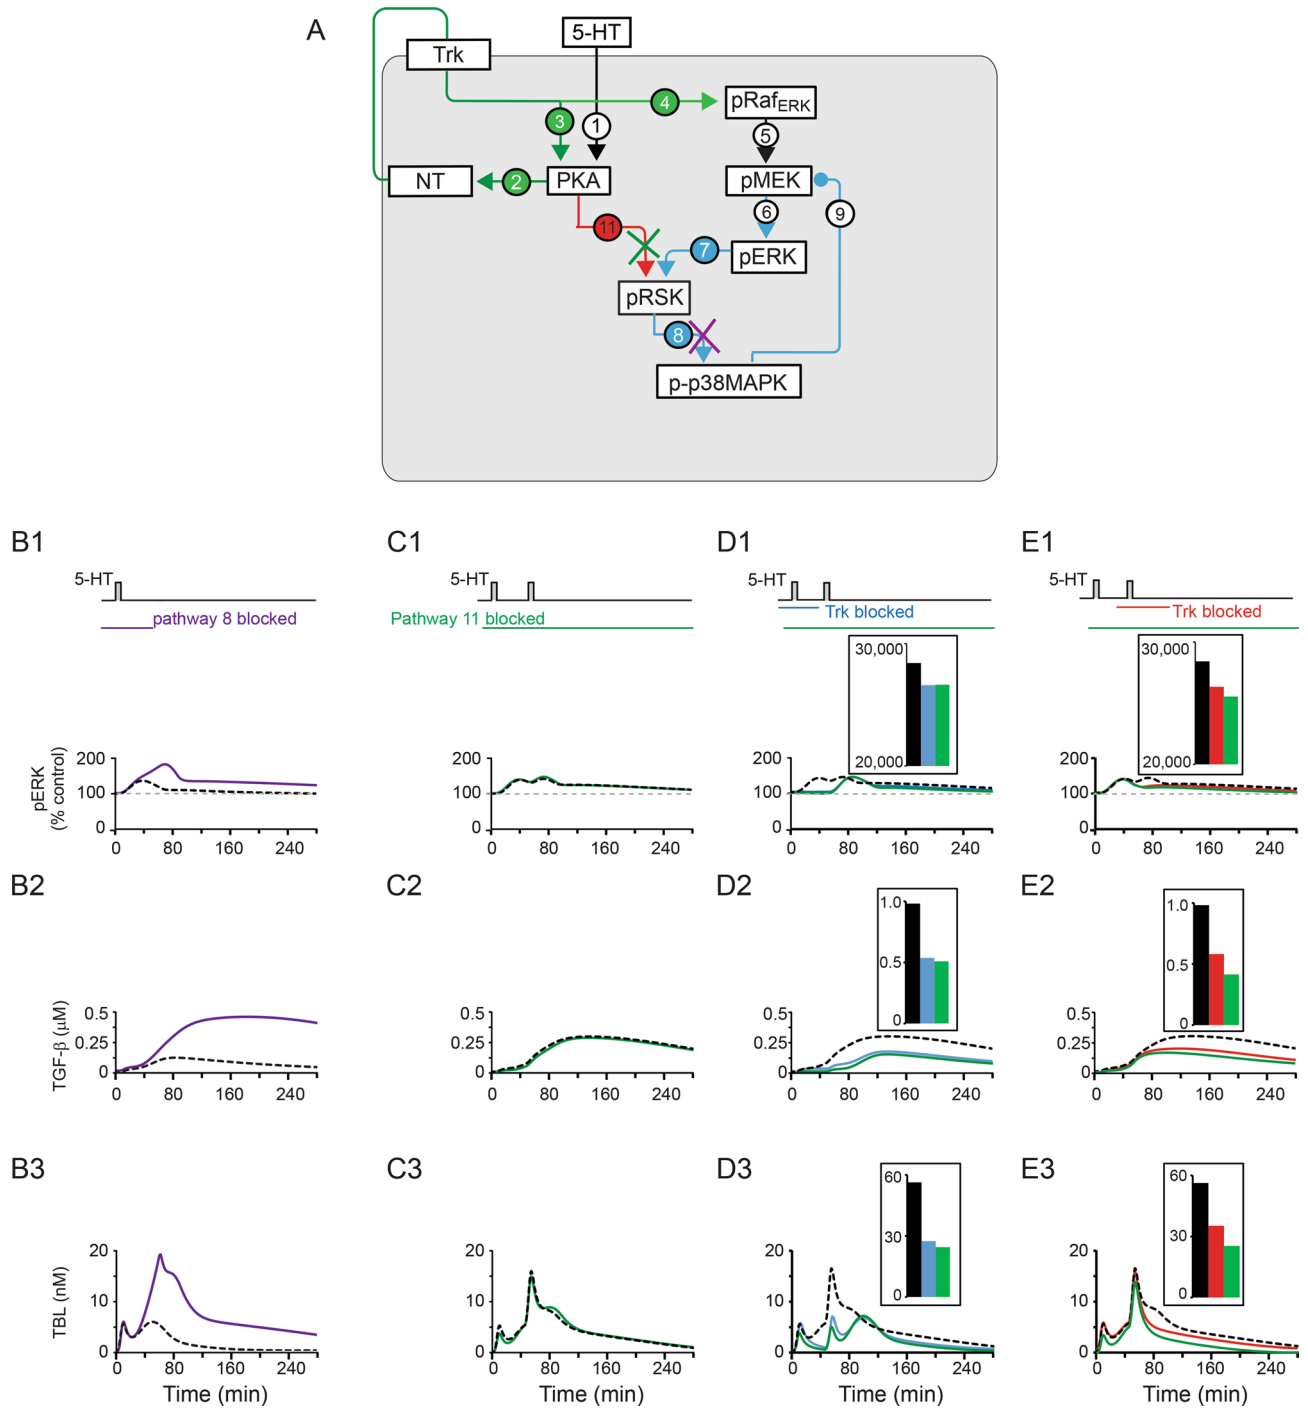 A
5-HT
Trk
4
pRafERK
3
1
5
NT
2
PKA
pMEK
6
9
11
7
pERK
pRSK
8
p-p38MAPK
B1
C1
D1
E1
5-HT
5-HT
5-HT
5-HT
pathway 8 blocked
Pathway 11 blocked
Trk blocked
Trk blocked
30,000
20,000
30,000
20,000
pERK
(% control)
200
100
0
0 80 160 240
200
100
0
0 80 160 240
200
100
0
0 80 160 240
200
100
0
0 80 160 240
B2
C2
D2
E2
1.0
0.5
0
1.0
0.5
0
TGF-β (μM)
0.5
0.25
0
0 80 160 240
0.5
0.25
0
0 80 160 240
0.5
0.25
0
0 80 160 240
0.5
0.25
0
0 80 160 240
B3
C3
D3
E3
60
30
0
60
30
0
TBL (nM)
20
10
0
0 80 160 240
Time (min)
20
10
0
0 80 160 240
Time (min)
20
10
0
0 80 160 240
Time (min)
20
10
0
0 80 160 240
Time (min)